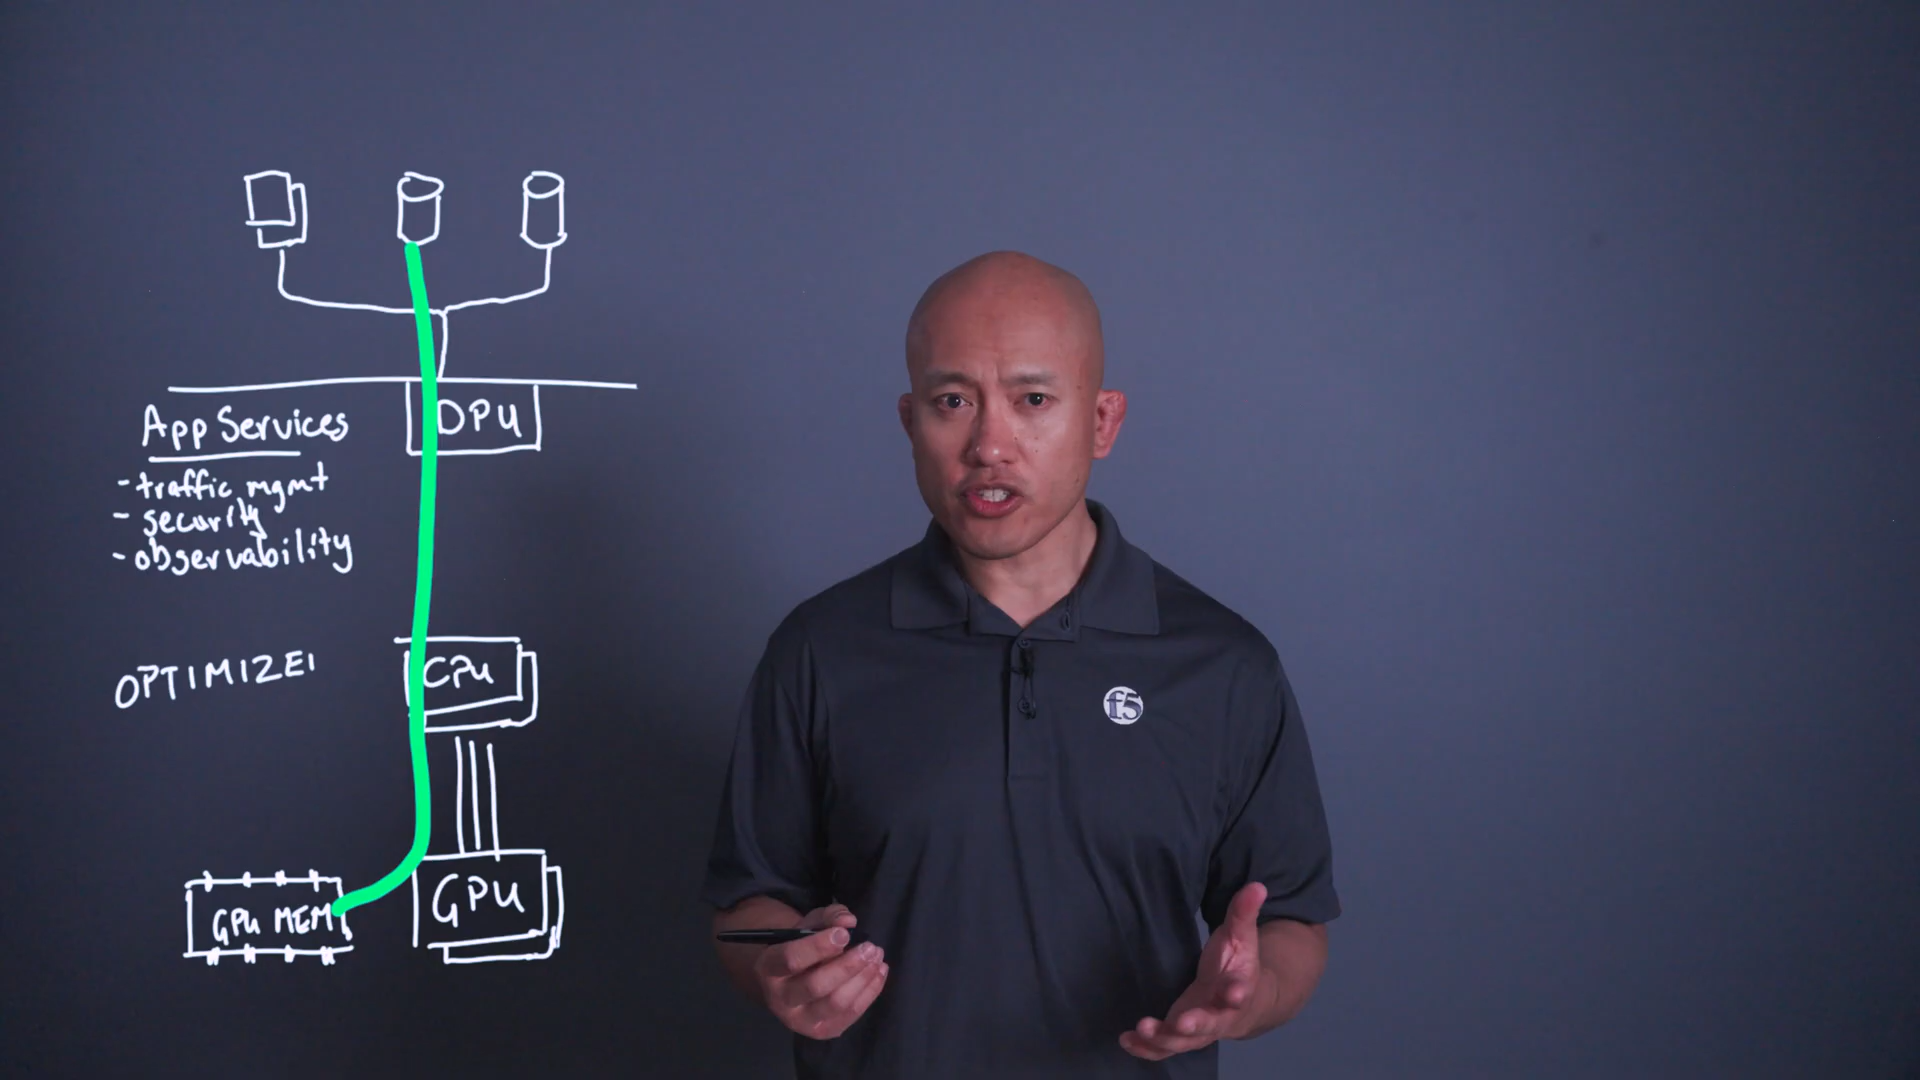 App Services
- traffic mgmt
- security
- observability
DPU
OPTIMIZE!
CPU
GPU MEM
GPU
f5